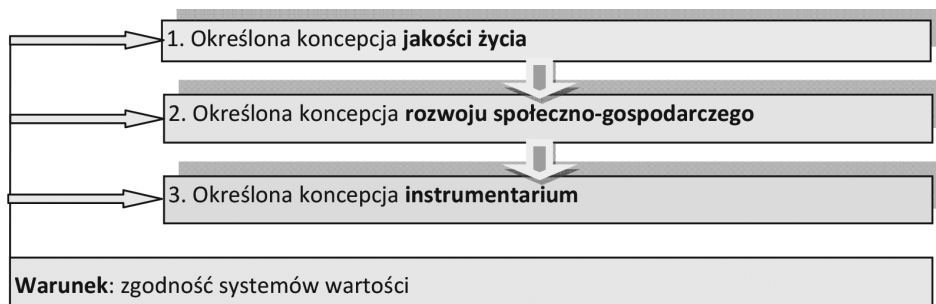 1. Określona koncepcja jakości życia
2. Określona koncepcja rozwoju społeczno-gospodarczego
3. Określona koncepcja instrumentarium
Warunek: zgodność systemów wartości